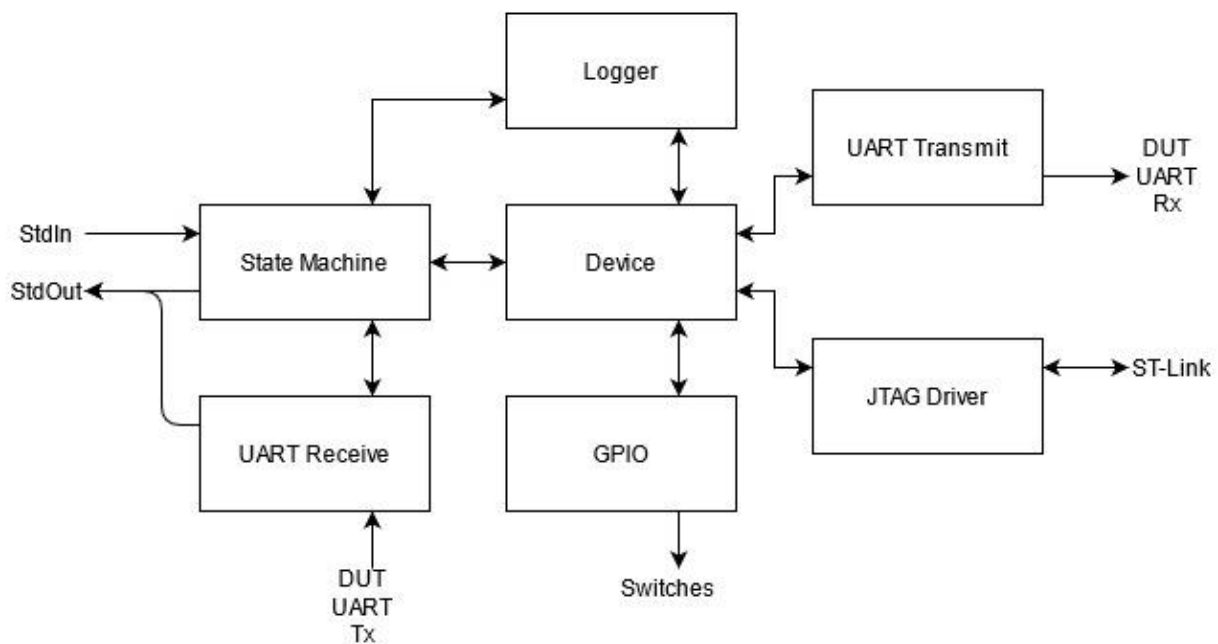 Logger
UART Transmit
DUT
UART
Rx
StdIn
State Machine
Device
StdOut
JTAG Driver
ST-Link
UART Receive
GPIO
DUT
UART
Tx
Switches